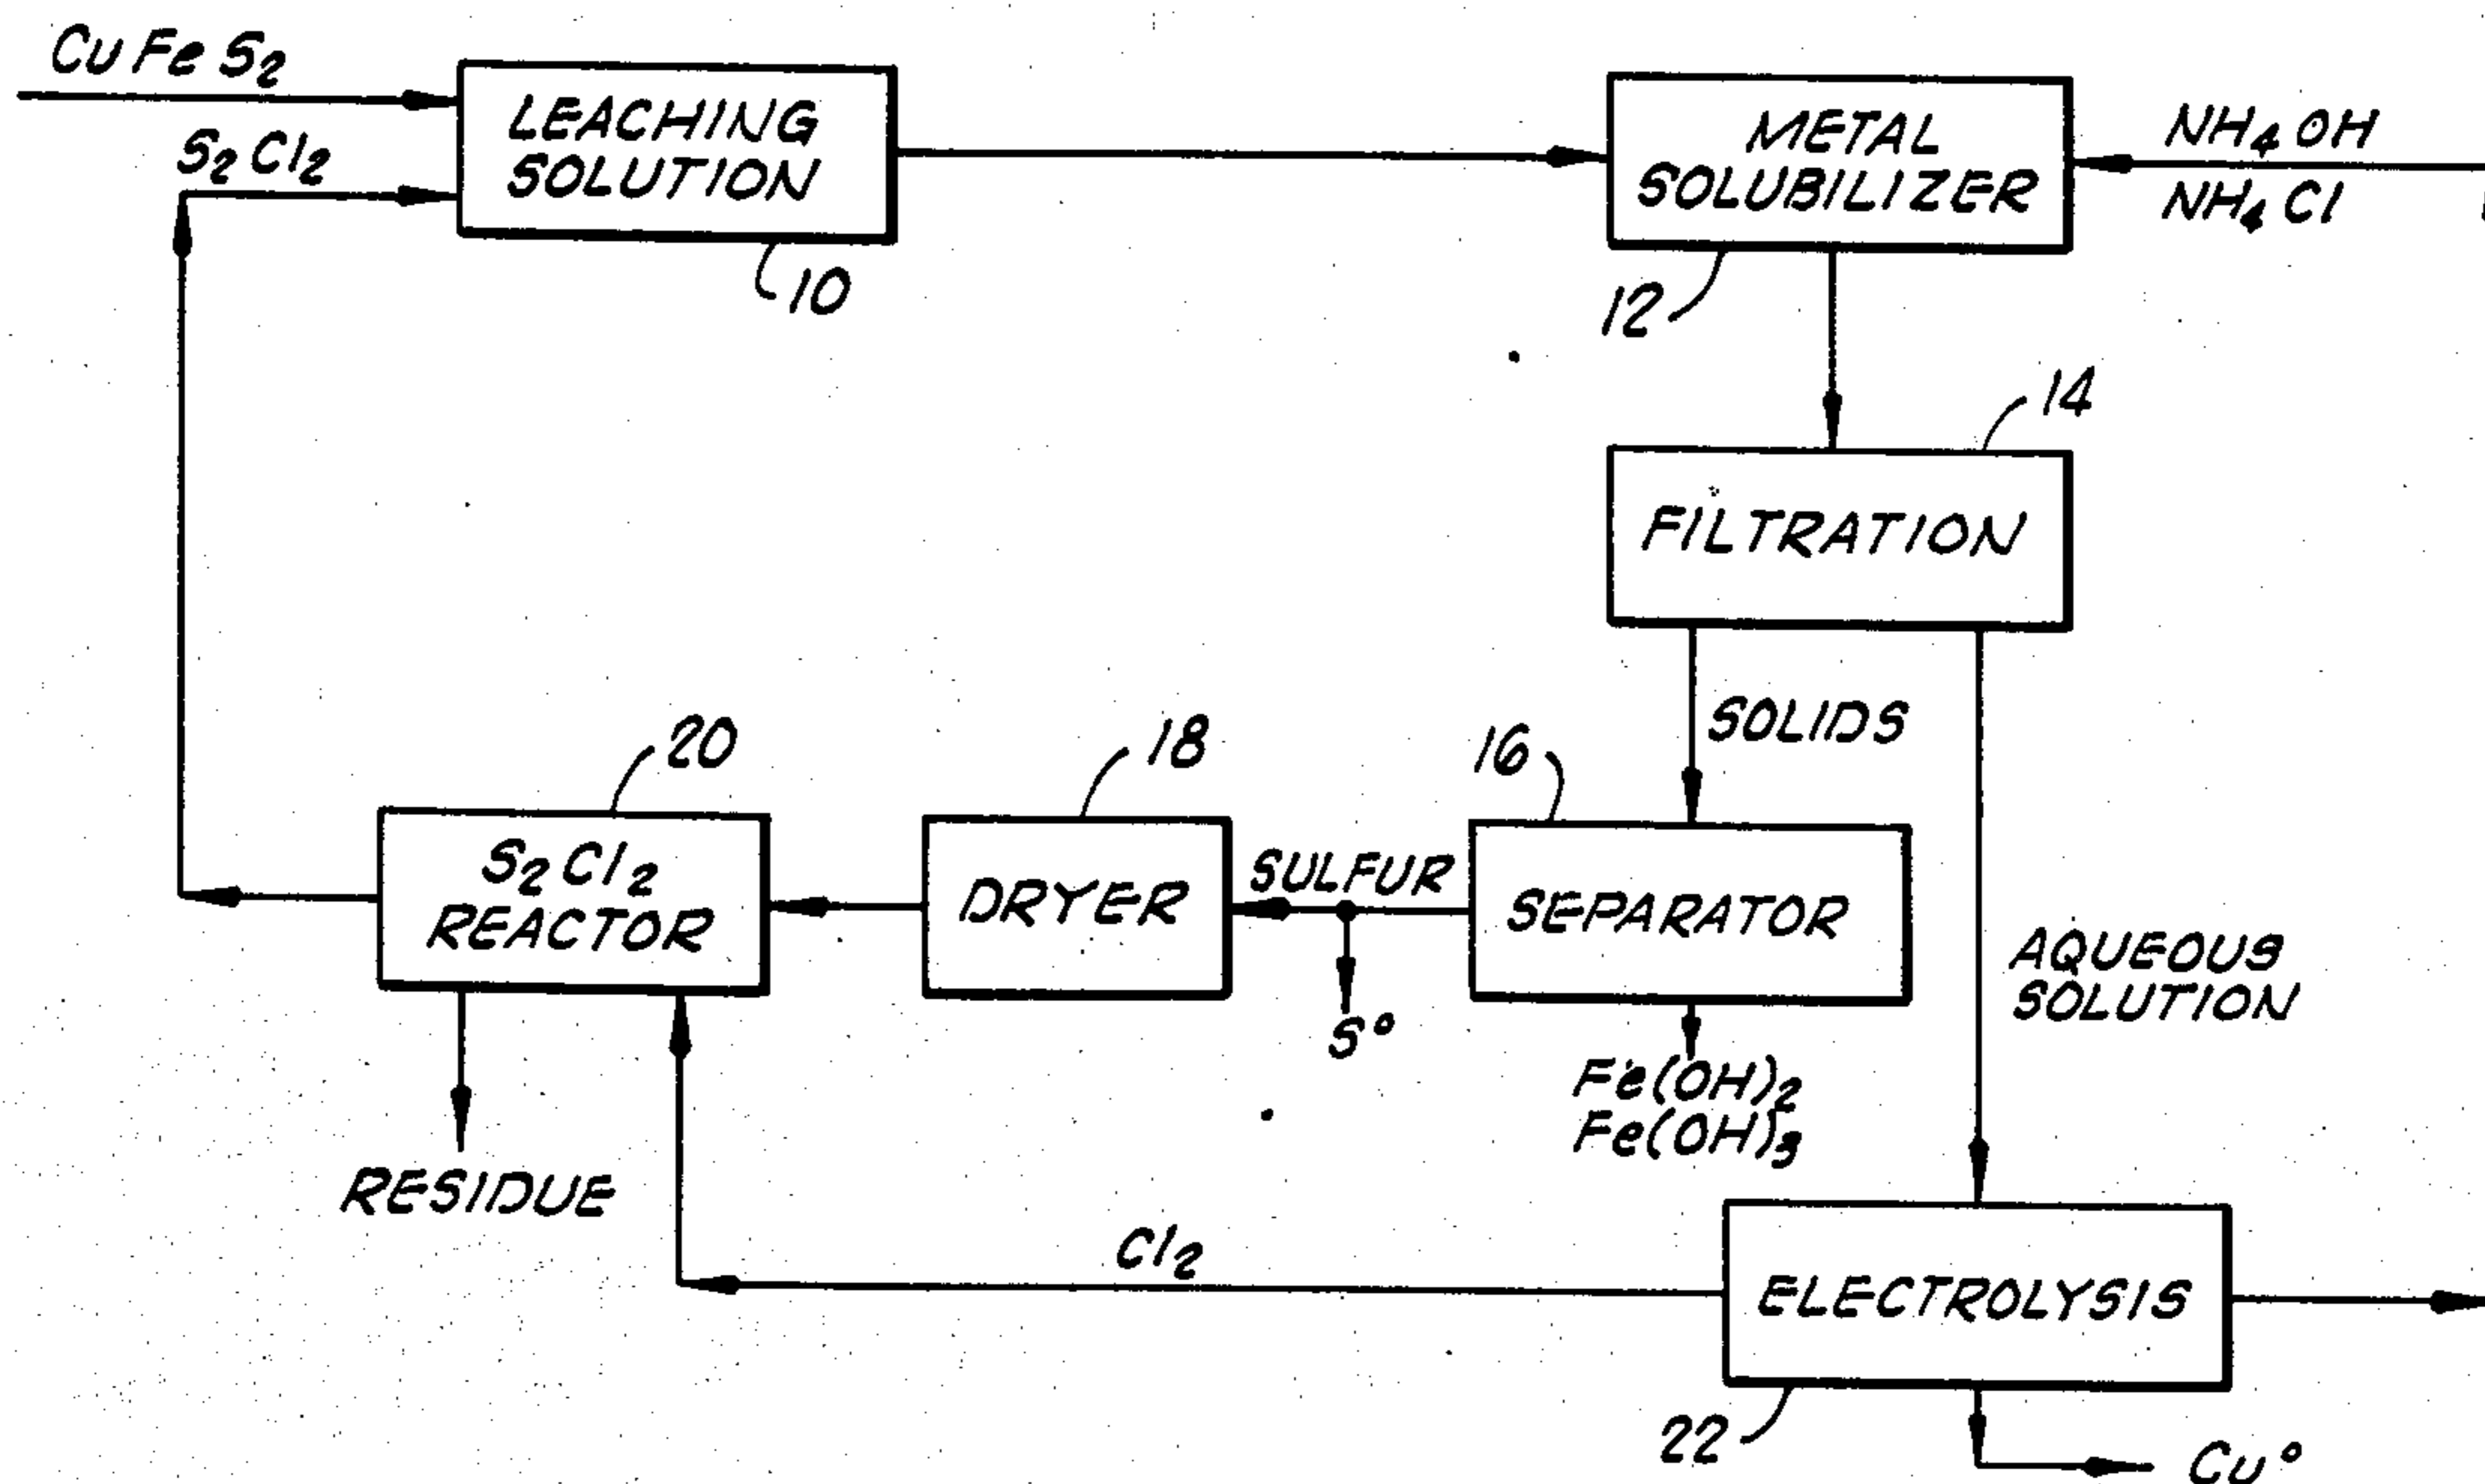 CuFeS2
S2Cl2
LEACHING
SOLUTION
10
METAL
SOLUBILIZER
12
NH4OH
NH4Cl
14
FILTRATION
SOLIDS
20
18
16
S2Cl2
REACTOR
DRYER
SULFUR
SEPARATOR
AQUEOUS
SOLUTION
S°
Fe(OH)2
Fe(OH)3
RESIDUE
Cl2
ELECTROLYSIS
22
Cu°